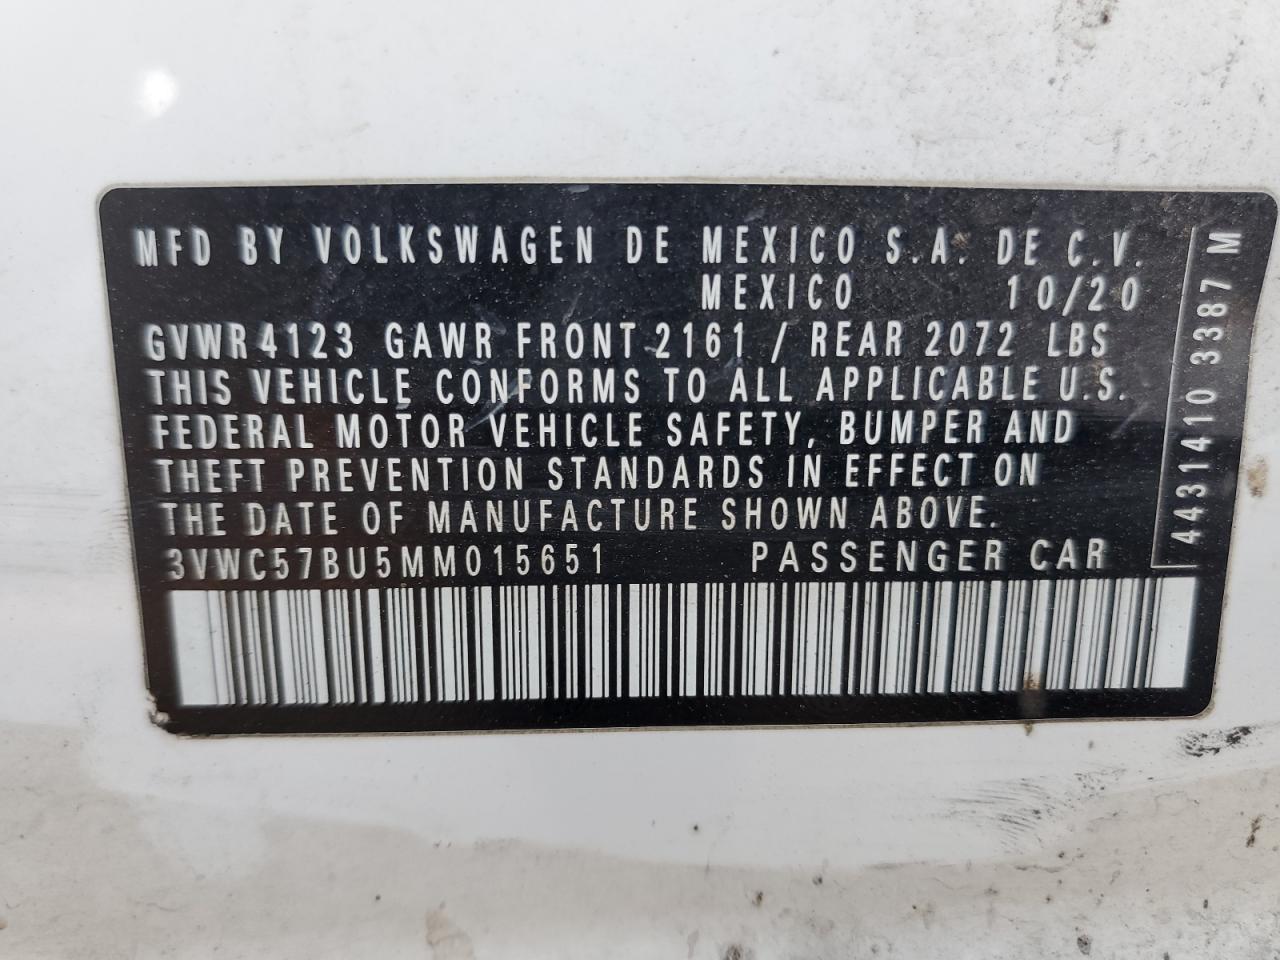 MFD BY VOLKSWAGEN DE MEXICO S.A. DE C.V.
MEXICO 10/20
GVWR 4123 GAWR FRONT 2161 / REAR 2072 LBS
THIS VEHICLE CONFORMS TO ALL APPLICABLE U.S.
FEDERAL MOTOR VEHICLE SAFETY, BUMPER AND
THEFT PREVENTION STANDARDS IN EFFECT ON
THE DATE OF MANUFACTURE SHOWN ABOVE.
3VWC57BU5MM015651 PASSENGER CAR
4431410 3387 M